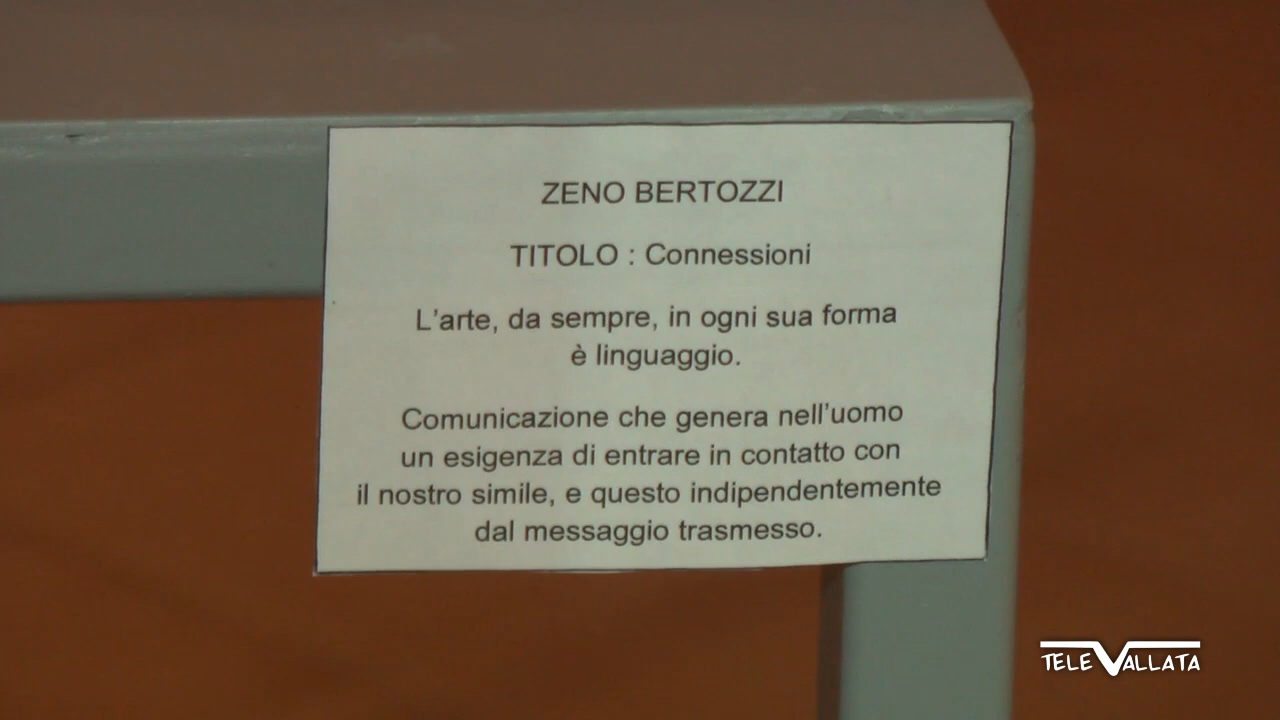 ZENO BERTOZZI
TITOLO : Connessioni
L'arte, da sempre, in ogni sua forma
è linguaggio.
Comunicazione che genera nell'uomo
un esigenza di entrare in contatto con
il nostro simile, e questo indipendentemente
dal messaggio trasmesso.
TELEVALLATA